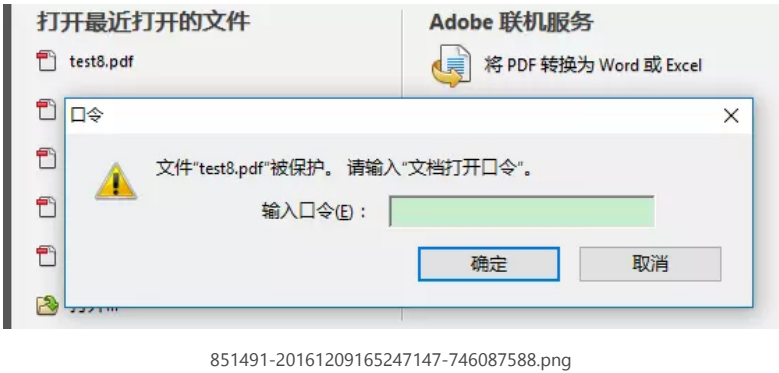 打开最近打开的文件
Adobe 联机服务
test8.pdf
将 PDF 转换为 Word 或 Excel
口令
文件"test8.pdf"被保护。 请输入"文档打开口令"。
输入口令(E)：
确定
取消
851491-20161209165247147-746087588.png